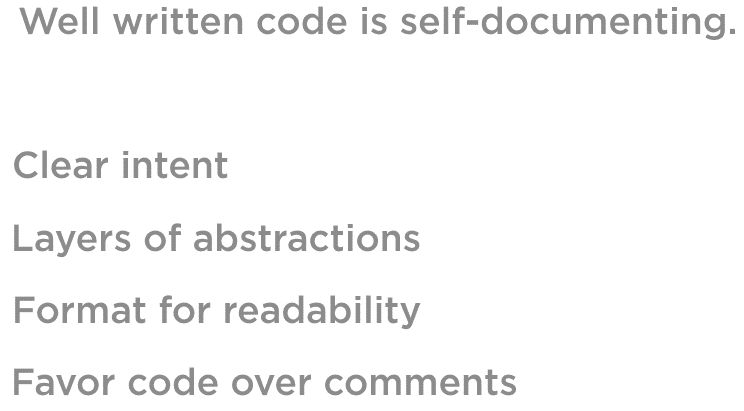 Well written code is self-documenting.
Clear intent
Layers of abstractions
Format for readability
Favor code over comments